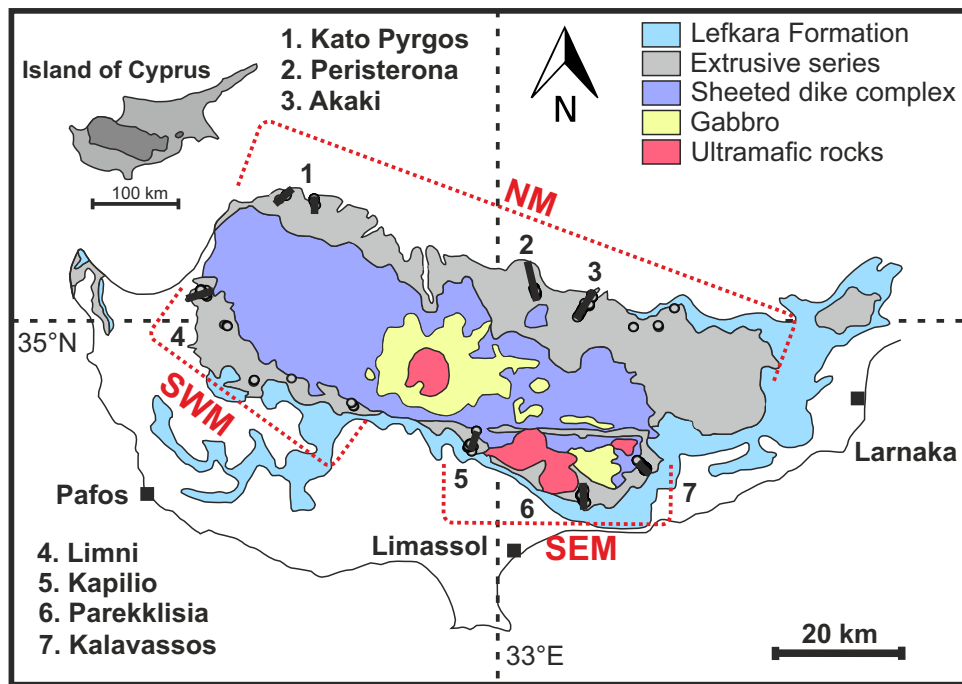 1. Kato Pyrgos
2. Peristerona
3. Akaki
Island of Cyprus
100 km
N
Lefkara Formation
Extrusive series
Sheeted dike complex
Gabbro
Ultramafic rocks
NM
1
2
3
4
35°N
SWM
5
6
7
SEM
Larnaka
Pafos
Limassol
4. Limni
5. Kapilio
6. Parekklisia
7. Kalavassos
33°E
20 km